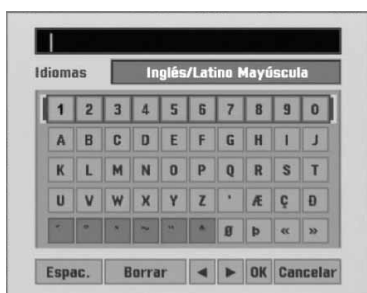 Idiomas Inglés/Latino Mayúscula
1 2 3 4 5 6 7 8 9 0
A B C D E F G H I J
K L M N O P Q R S T
U V W X Y Z ' Æ Ç Ð
Ø Þ « »
Espac. Borrar ◄ ► OK Cancelar